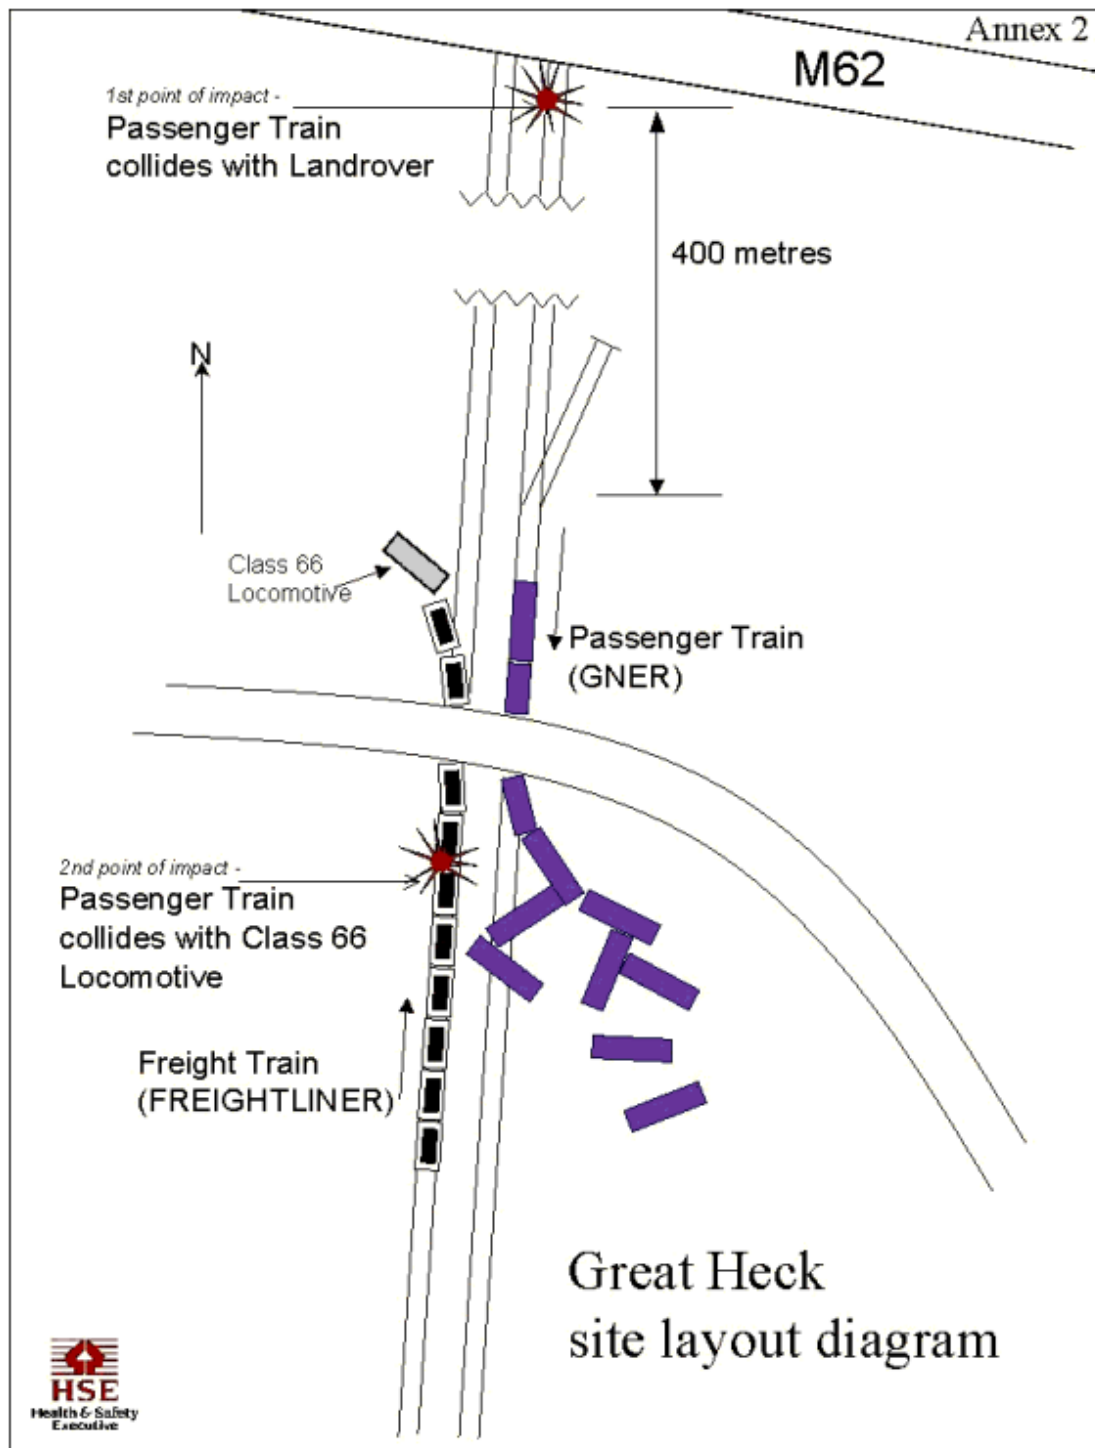 Annex 2
M62
1st point of impact -
Passenger Train
collides with Landrover
400 metres
N
Class 66
Locomotive
Passenger Train
(GNER)
2nd point of impact -
Passenger Train
collides with Class 66
Locomotive
Freight Train
(FREIGHTLINER)
Great Heck
site layout diagram
HSE
Health & Safety
Executive